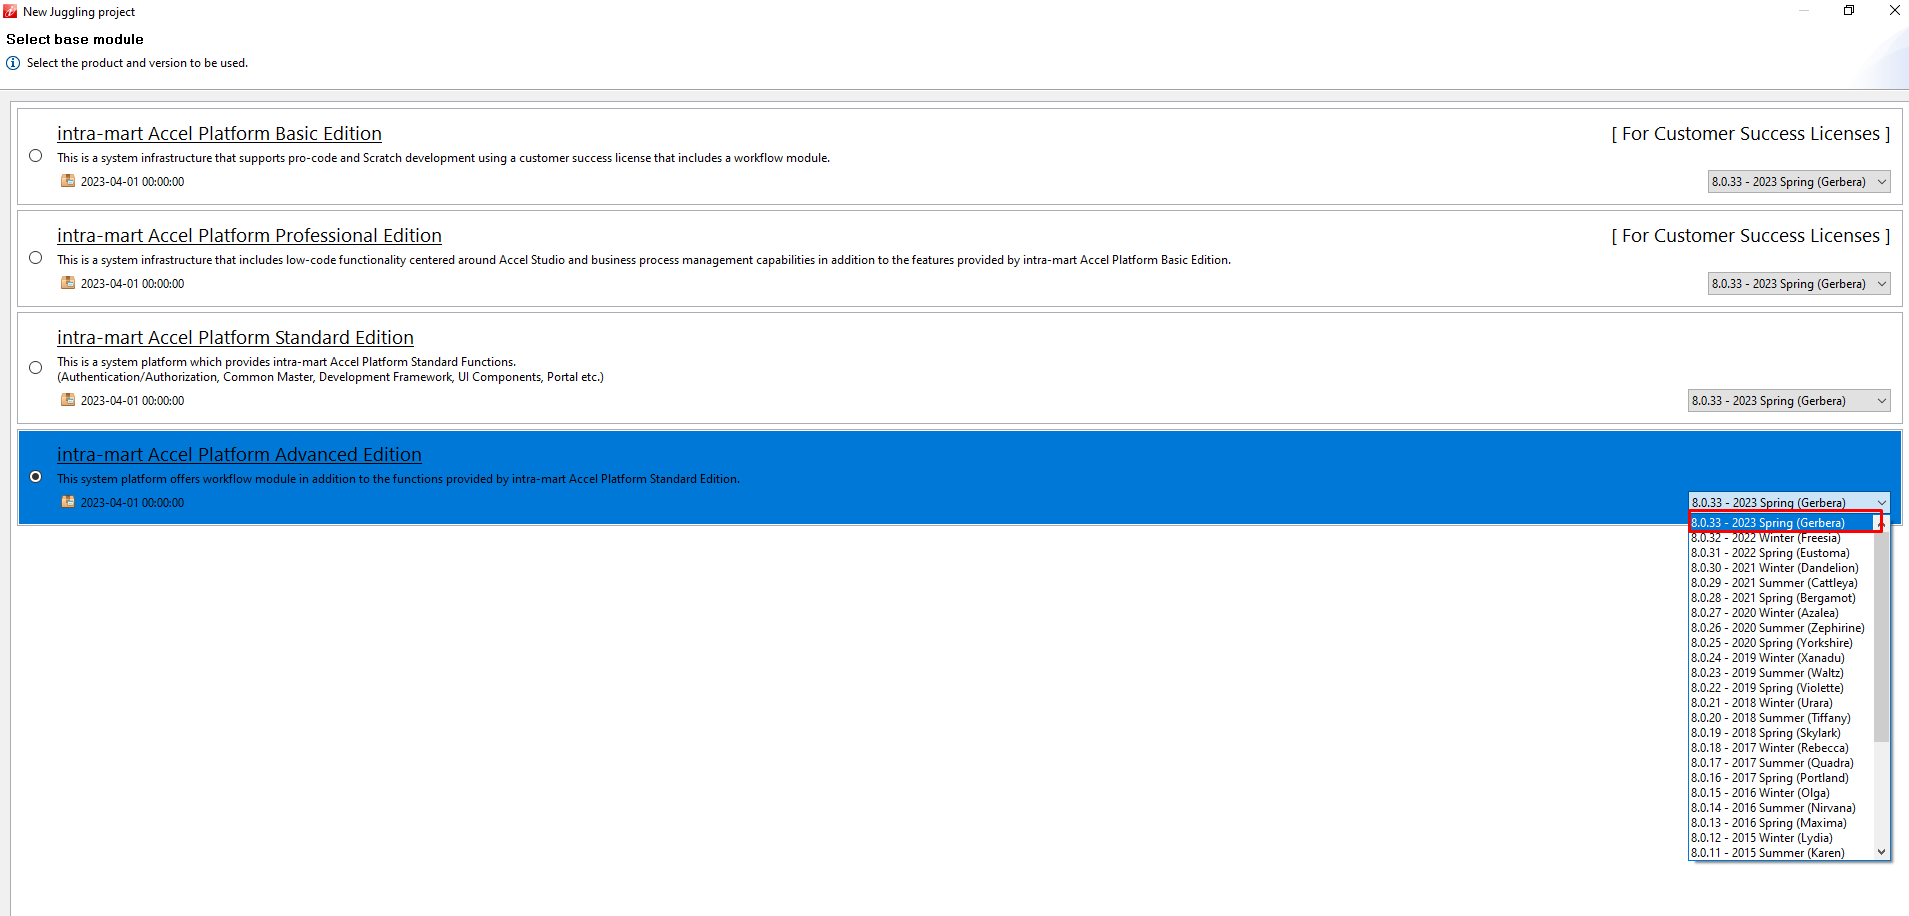 New Juggling project
Select base module
Select the product and version to be used.
intra-mart Accel Platform Basic Edition
[ For Customer Success Licenses ]
This is a system infrastructure that supports pro-code and Scratch development using a customer success license that includes a workflow module.
2023-04-01 00:00:00
8.0.33 - 2023 Spring (Gerbera)
intra-mart Accel Platform Professional Edition
[ For Customer Success Licenses ]
This is a system infrastructure that includes low-code functionality centered around Accel Studio and business process management capabilities in addition to the features provided by intra-mart Accel Platform Basic Edition.
2023-04-01 00:00:00
8.0.33 - 2023 Spring (Gerbera)
intra-mart Accel Platform Standard Edition
This is a system platform which provides intra-mart Accel Platform Standard Functions.
(Authentication/Authorization, Common Master, Development Framework, UI Components, Portal etc.)
2023-04-01 00:00:00
8.0.33 - 2023 Spring (Gerbera)
intra-mart Accel Platform Advanced Edition
This system platform offers workflow module in addition to the functions provided by intra-mart Accel Platform Standard Edition.
2023-04-01 00:00:00
8.0.33 - 2023 Spring (Gerbera)
8.0.33 - 2023 Spring (Gerbera)
8.0.32 - 2022 Winter (Freesia)
8.0.31 - 2022 Spring (Eustoma)
8.0.30 - 2021 Winter (Dandelion)
8.0.29 - 2021 Summer (Cattleya)
8.0.28 - 2021 Spring (Bergamot)
8.0.27 - 2020 Winter (Azalea)
8.0.26 - 2020 Summer (Zephirine)
8.0.25 - 2020 Spring (Yorkshire)
8.0.24 - 2019 Winter (Xanadu)
8.0.23 - 2019 Summer (Waltz)
8.0.22 - 2019 Spring (Violette)
8.0.21 - 2018 Winter (Urara)
8.0.20 - 2018 Summer (Tiffany)
8.0.19 - 2018 Spring (Skylark)
8.0.18 - 2017 Winter (Rebecca)
8.0.17 - 2017 Summer (Quadra)
8.0.16 - 2017 Spring (Portland)
8.0.15 - 2016 Winter (Olga)
8.0.14 - 2016 Summer (Nirvana)
8.0.13 - 2016 Spring (Maxima)
8.0.12 - 2015 Winter (Lydia)
8.0.11 - 2015 Summer (Karen)